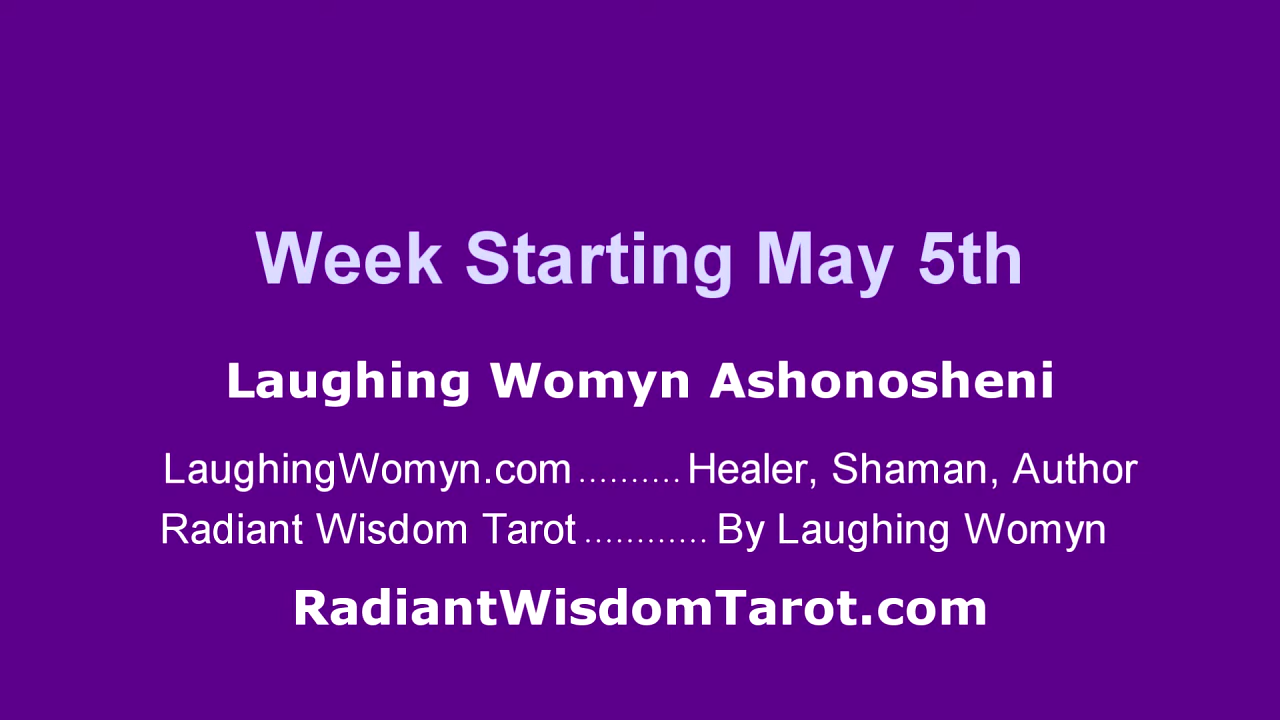 Week Starting May 5th
Laughing Womyn Ashonosheni
LaughingWomyn.com .......... Healer, Shaman, Author
Radiant Wisdom Tarot ............ By Laughing Womyn
RadiantWisdomTarot.com